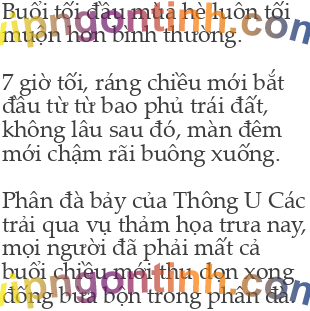 Buổi tối đầu mùa hè luôn tối
muộn hơn bình thường.
7 giờ tối, ráng chiều mới bắt
đầu từ từ bao phủ trái đất,
không lâu sau đó, màn đêm
mới chậm rãi buông xuống.
Phân đà bảy của Thông U Các
trải qua vụ thảm họa trưa nay,
mọi người đã phải mất cả
buổi chiều mới thu dọn xong
đống bừa bộn trong phân đà